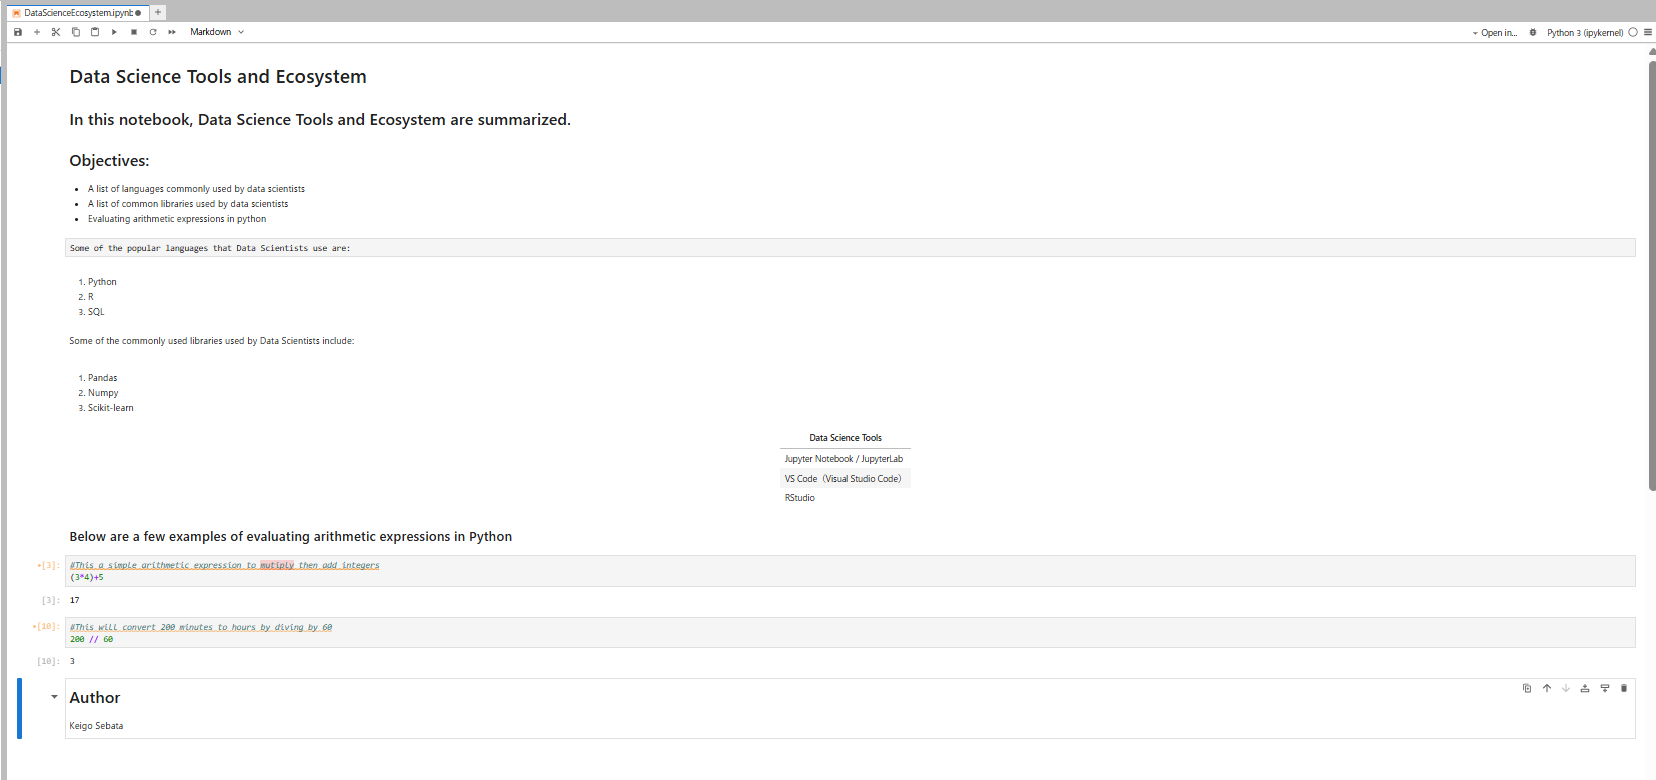 DataScienceEcosystem.ipynb
Markdown
Open in...
Python 3 (ipykernel)
Data Science Tools and Ecosystem
In this notebook, Data Science Tools and Ecosystem are summarized.
Objectives:
• A list of languages commonly used by data scientists
• A list of common libraries used by data scientists
• Evaluating arithmetic expressions in python
Some of the popular languages that Data Scientists use are:
1. Python
2. R
3. SQL
Some of the commonly used libraries used by Data Scientists include:
1. Pandas
2. Numpy
3. Scikit-learn
Data Science Tools
Jupyter Notebook / JupyterLab
VS Code（Visual Studio Code）
RStudio
Below are a few examples of evaluating arithmetic expressions in Python
•[3]: #This a simple arithmetic expression to mutiply then add integers
(3*4)+5
[3]: 17
•[10]: #This will convert 200 minutes to hours by diving by 60
200 // 60
[10]: 3
Author
Keigo Sebata